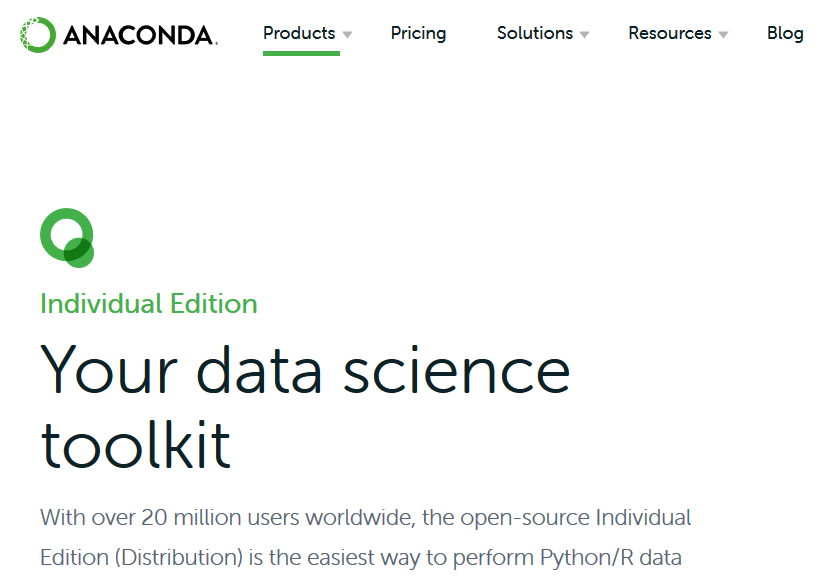 ANACONDA.
Products Pricing Solutions Resources Blog
Individual Edition
Your data science
toolkit
With over 20 million users worldwide, the open-source Individual
Edition (Distribution) is the easiest way to perform Python/R data